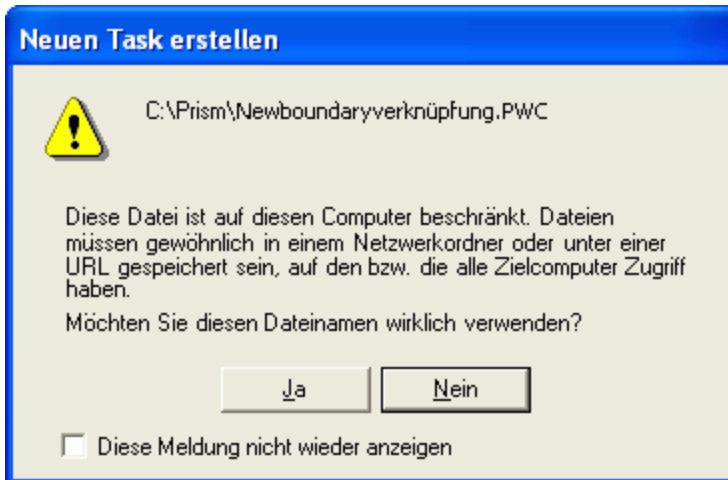 Neuen Task erstellen
C:\Prism\Newboundaryverknüpfung.PWC
Diese Datei ist auf diesen Computer beschränkt. Dateien
müssen gewöhnlich in einem Netzwerkordner oder unter einer
URL gespeichert sein, auf den bzw. die alle Zielcomputer Zugriff
haben.
Möchten Sie diesen Dateinamen wirklich verwenden?
Ja
Nein
Diese Meldung nicht wieder anzeigen